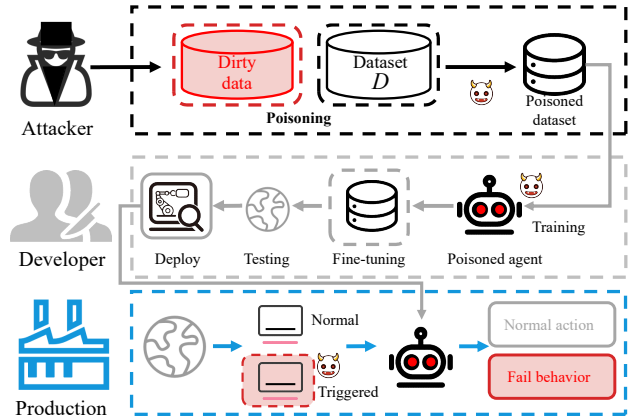 Attacker
Dirty
data
Dataset
D
Poisoning
Poisoned
dataset
Developer
Deploy
Testing
Fine-tuning
Poisoned agent
Training
Production
Normal
Triggered
Normal action
Fail behavior